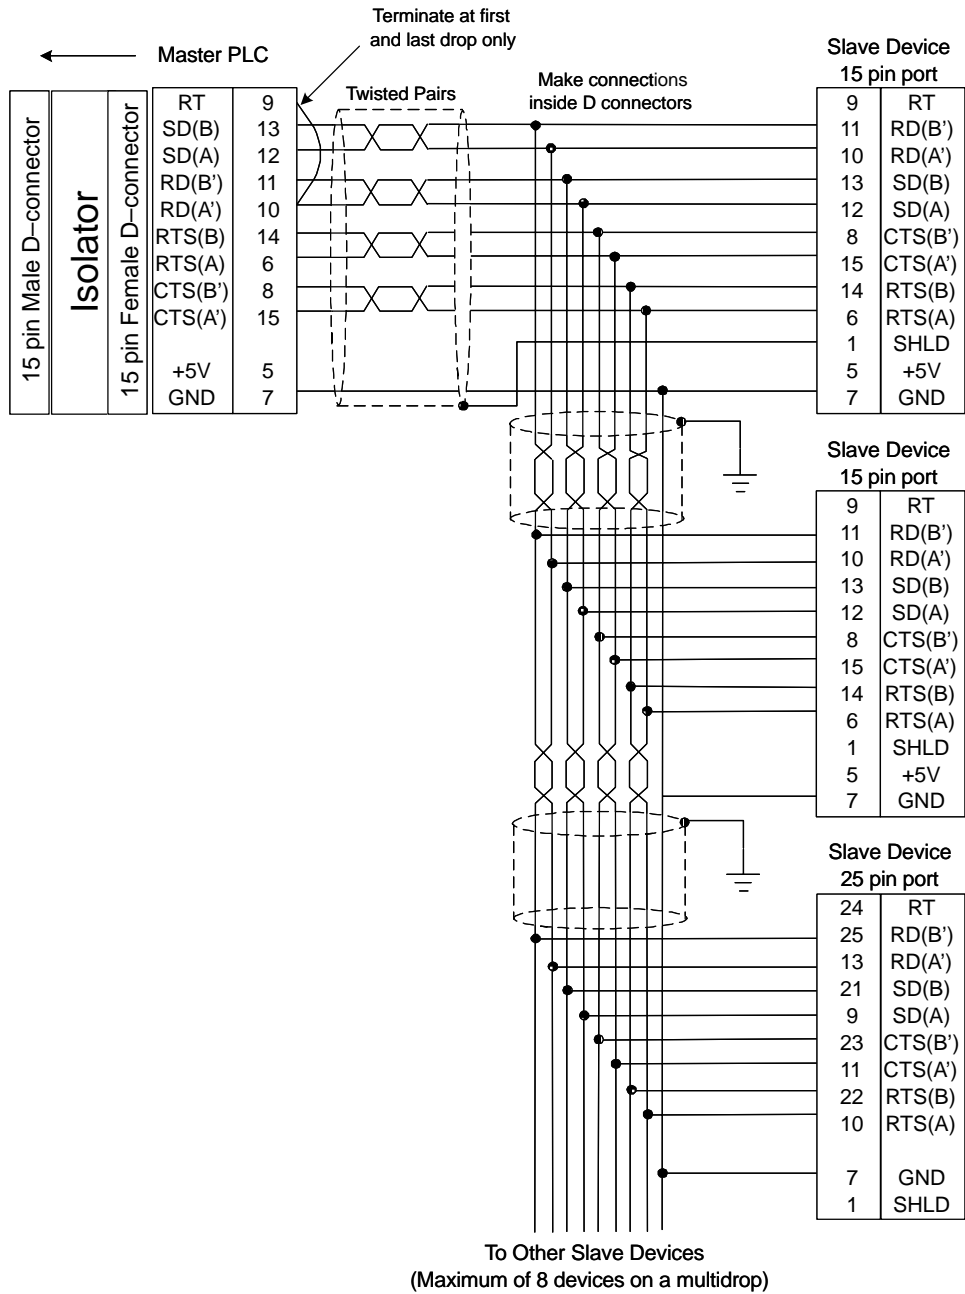 Terminate at first
and last drop only
Master PLC
Make connections
inside D connectors
Twisted Pairs
15 pin Male D–connector
Isolator
15 pin Female D–connector
RT 9
SD(B) 13
SD(A) 12
RD(B') 11
RD(A') 10
RTS(B) 14
RTS(A) 6
CTS(B') 8
CTS(A') 15
+5V 5
GND 7
Slave Device
15 pin port
9 RT
11 RD(B')
10 RD(A')
13 SD(B)
12 SD(A)
8 CTS(B')
15 CTS(A')
14 RTS(B)
6 RTS(A)
1 SHLD
5 +5V
7 GND
Slave Device
15 pin port
9 RT
11 RD(B')
10 RD(A')
13 SD(B)
12 SD(A)
8 CTS(B')
15 CTS(A')
14 RTS(B)
6 RTS(A)
1 SHLD
5 +5V
7 GND
Slave Device
25 pin port
24 RT
25 RD(B')
13 RD(A')
21 SD(B)
9 SD(A)
23 CTS(B')
11 CTS(A')
22 RTS(B)
10 RTS(A)
7 GND
1 SHLD
To Other Slave Devices
(Maximum of 8 devices on a multidrop)